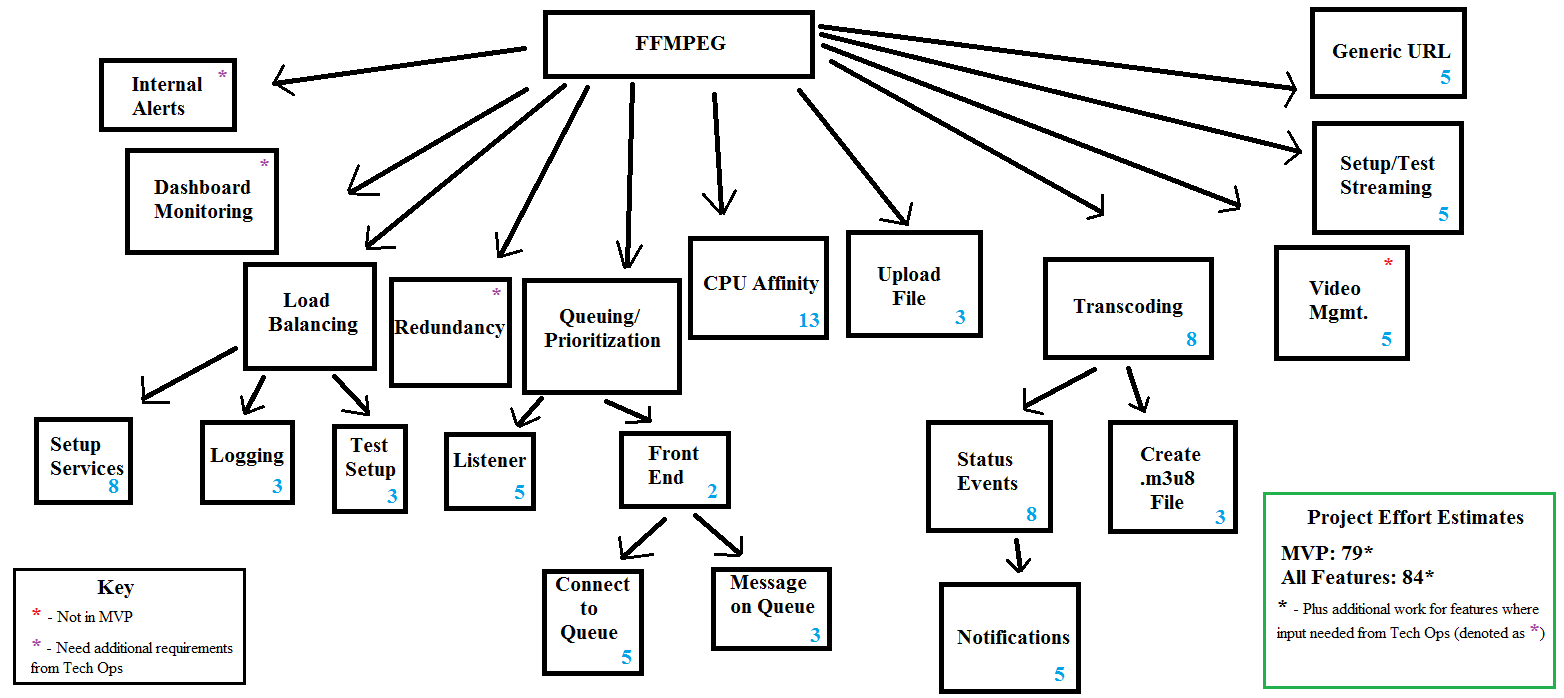 FFMPEG
Internal *
Alerts
Dashboard *
Monitoring
Load
Balancing
Redundancy *
Queuing/
Prioritization
CPU Affinity
13
Upload
File
3
Transcoding
8
Video *
Mgmt.
5
Setup/Test
Streaming
5
Generic URL
5
Setup
Services
8
Logging
3
Test
Setup
3
Listener
5
Front
End
2
Connect
to
Queue
5
Message
on Queue
3
Status
Events
8
Create
.m3u8
File
3
Notifications
5
Key
* - Not in MVP
* - Need additional requirements
from Tech Ops
Project Effort Estimates
MVP: 79*
All Features: 84*
* - Plus additional work for features where
input needed from Tech Ops (denoted as *)